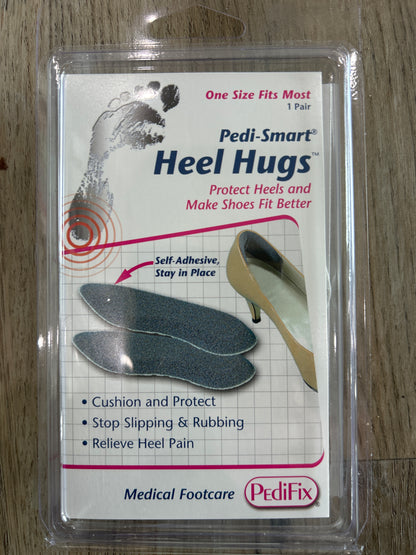 One Size Fits Most
1 Pair
Pedi-Smart®
Heel Hugs™
Protect Heels and
Make Shoes Fit Better
Self-Adhesive,
Stay in Place
• Cushion and Protect
• Stop Slipping & Rubbing
• Relieve Heel Pain
Medical Footcare
PediFix®